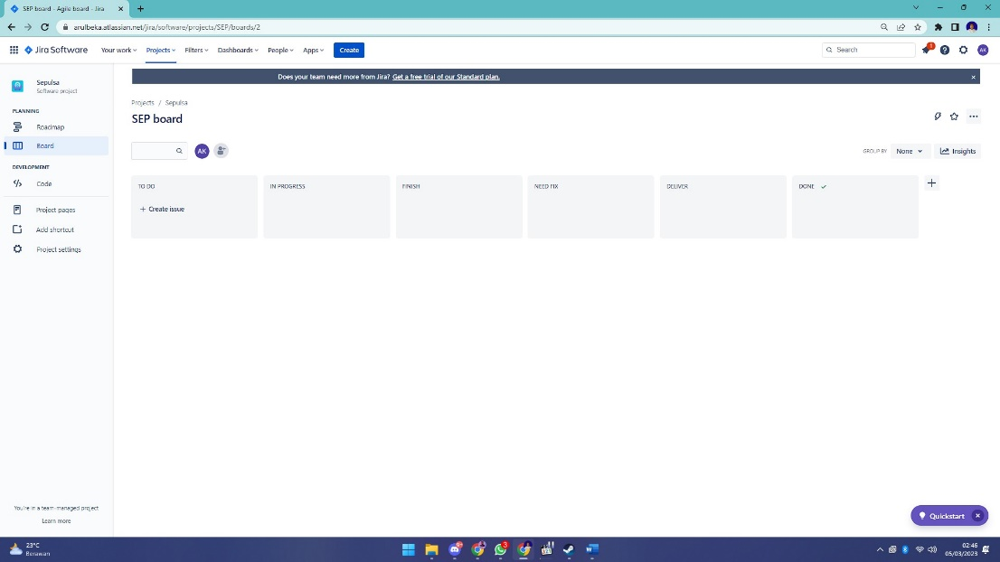 SEP board - Agile board - Jira
arulbeka.atlassian.net/jira/software/projects/SEP/boards/2
Jira Software
Your work
Projects
Filters
Dashboards
People
Apps
Create
Search
1
AK
Sepulsa
Software project
PLANNING
Roadmap
Board
DEVELOPMENT
Code
Project pages
Add shortcut
Project settings
You're in a team-managed project
Learn more
Does your team need more from Jira? Get a free trial of our Standard plan.
Projects / Sepulsa
SEP board
AK
GROUP BY
None
Insights
TO DO
IN PROGRESS
FINISH
NEED FIX
DELIVER
DONE
+ Create issue
Quickstart
23°C
Berawan
9+
3
02:46
05/03/2023